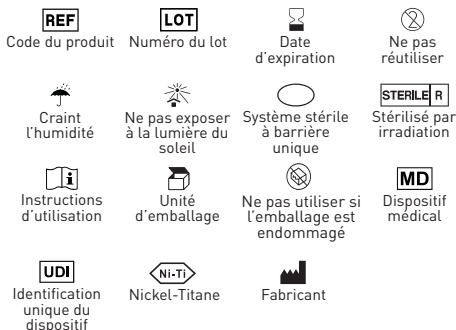 REF
LOT
Code du produit
Numéro du lot
Date
d'expiration
Ne pas
réutiliser
2
STERILE R
Craint
l'humidité
Ne pas exposer
à la lumière du
soleil
Système stérile
à barrière
unique
Stérilisé par
irradiation
i
MD
Instructions
d'utilisation
Unité
d'emballage
Ne pas utiliser si
l'emballage est
endommagé
Dispositif
médical
UDI
Ni-Ti
Identification
unique du
dispositif
Nickel-Titane
Fabricant